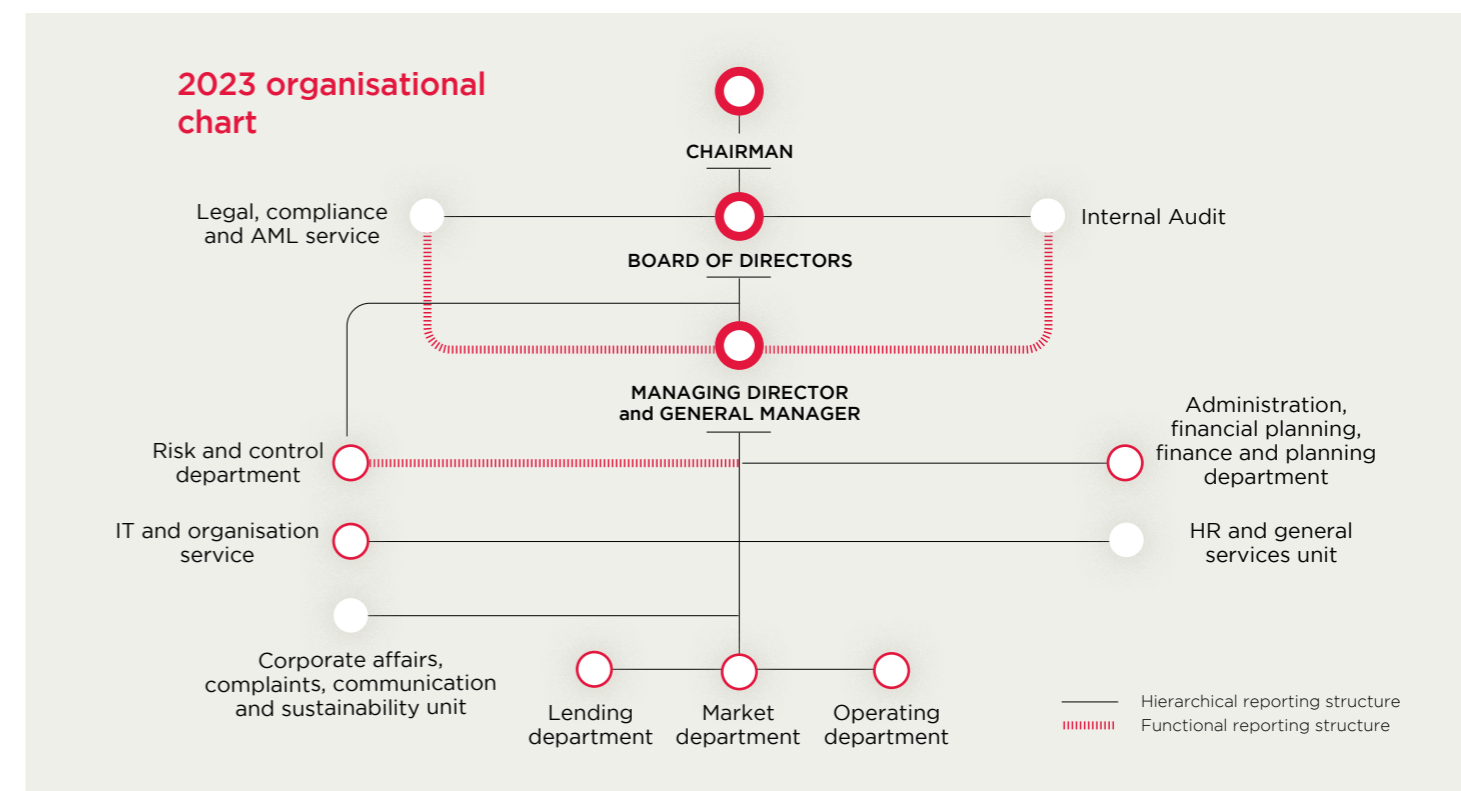 2023 organisational
chart
CHAIRMAN
Legal, compliance
and AML service
Internal Audit
BOARD OF DIRECTORS
MANAGING DIRECTOR
and GENERAL MANAGER
Risk and control
department
Administration,
financial planning,
finance and planning
department
IT and organisation
service
HR and general
services unit
Corporate affairs,
complaints, communication
and sustainability unit
Lending
department
Market
department
Operating
department
Hierarchical reporting structure
Functional reporting structure